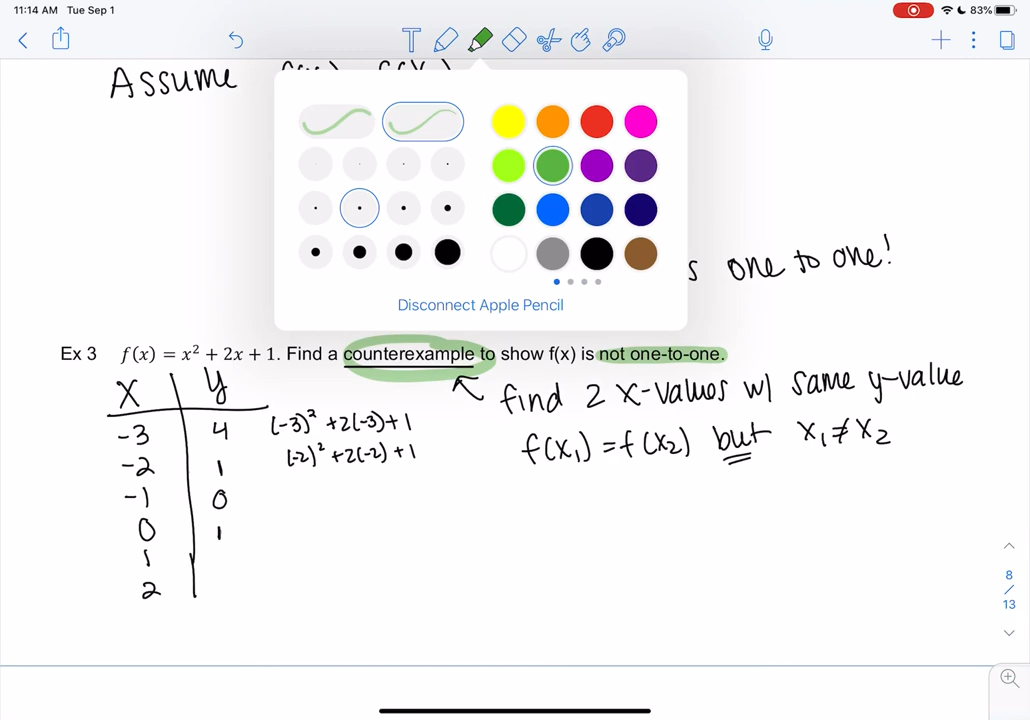 11:14 AM Tue Sep 1
83%
T
Assume
Disconnect Apple Pencil
one to one!
Ex 3 f(x) = x² + 2x + 1. Find a counterexample to show f(x) is not one-to-one.
X Y
find 2 x-values w/ same y-value
-3 4 (-3)² +2(-3)+1
f(x₁) = f(x₂) but x₁ ≠ x₂
-2 1 (-2)² +2(-2) +1
-1 0
0 1
1
2
8
/
13